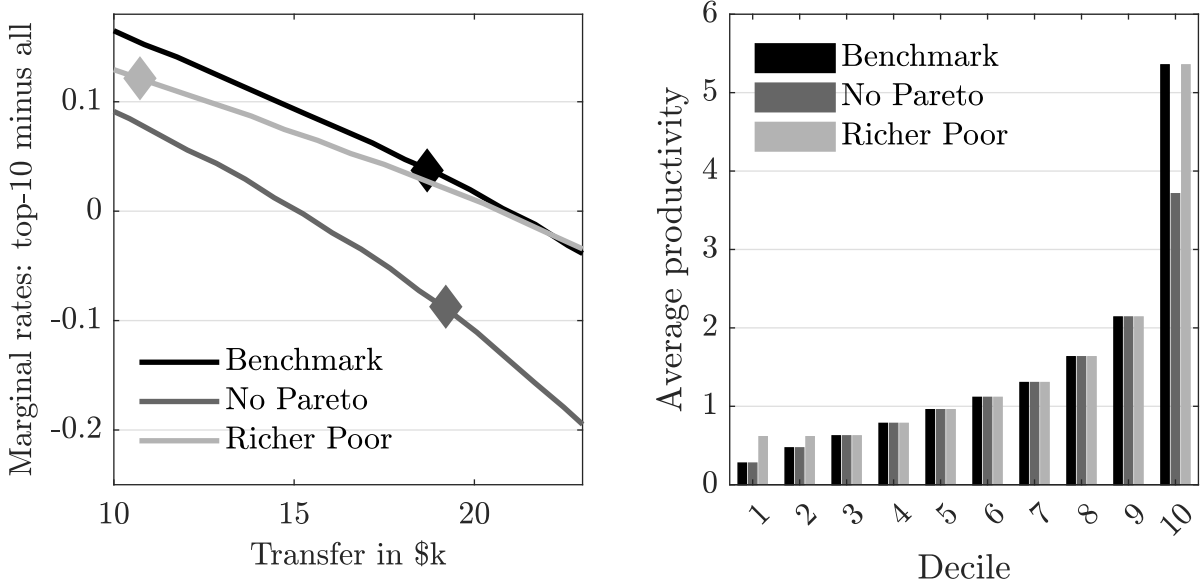 Marginal rates: top-10 minus all
0.1
0
-0.1
-0.2
Benchmark
No Pareto
Richer Poor
10
15
20
Transfer in $k
Average productivity
6
5
4
3
2
1
0
Benchmark
No Pareto
Richer Poor
1
2
3
4
5
6
7
8
9
10
Decile